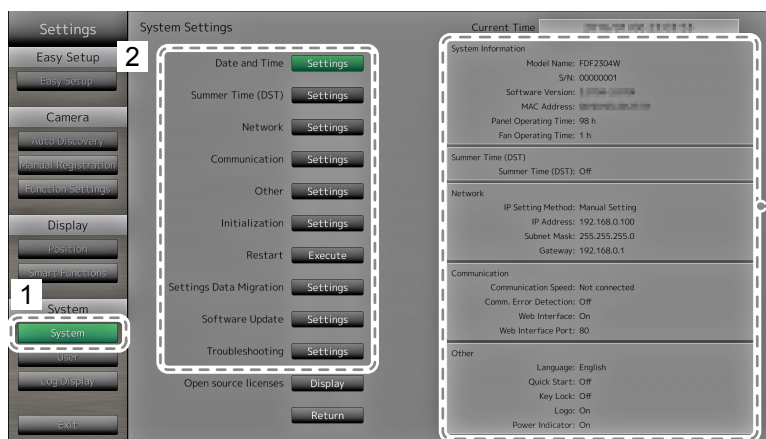 Settings
System Settings
Current Time
Easy Setup
Easy Setup
Camera
Auto Discovery
Manual Registration
Function Settings
Display
Position
Smart Functions
1
System
System
User
Log Display
Exit
2
Date and Time Settings
Summer Time (DST) Settings
Network Settings
Communication Settings
Other Settings
Initialization Settings
Restart Execute
Settings Data Migration Settings
Software Update Settings
Troubleshooting Settings
Open source licenses Display
Return
System Information
Model Name: FDF2304W
S/N: 00000001
Software Version:
MAC Address:
Panel Operating Time: 98 h
Fan Operating Time: 1 h
Summer Time (DST)
Summer Time (DST): Off
Network
IP Setting Method: Manual Setting
IP Address: 192.168.0.100
Subnet Mask: 255.255.255.0
Gateway: 192.168.0.1
Communication
Communication Speed: Not connected
Comm. Error Detection: Off
Web Interface: On
Web Interface Port: 80
Other
Language: English
Quick Start: Off
Key Lock: Off
Logo: On
Power Indicator: On